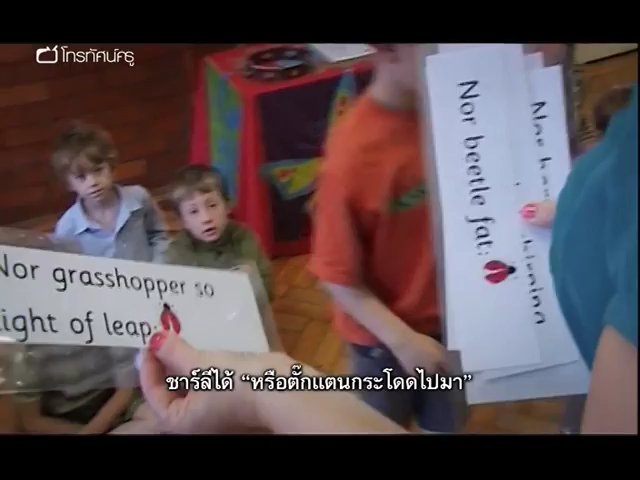 โทรทัศน์ครู
Nor beetle fat:
Nor grasshopper so
light of leap:
ชาร์ลีได้ “หรือตั๊กแตนกระโดดไปมา”